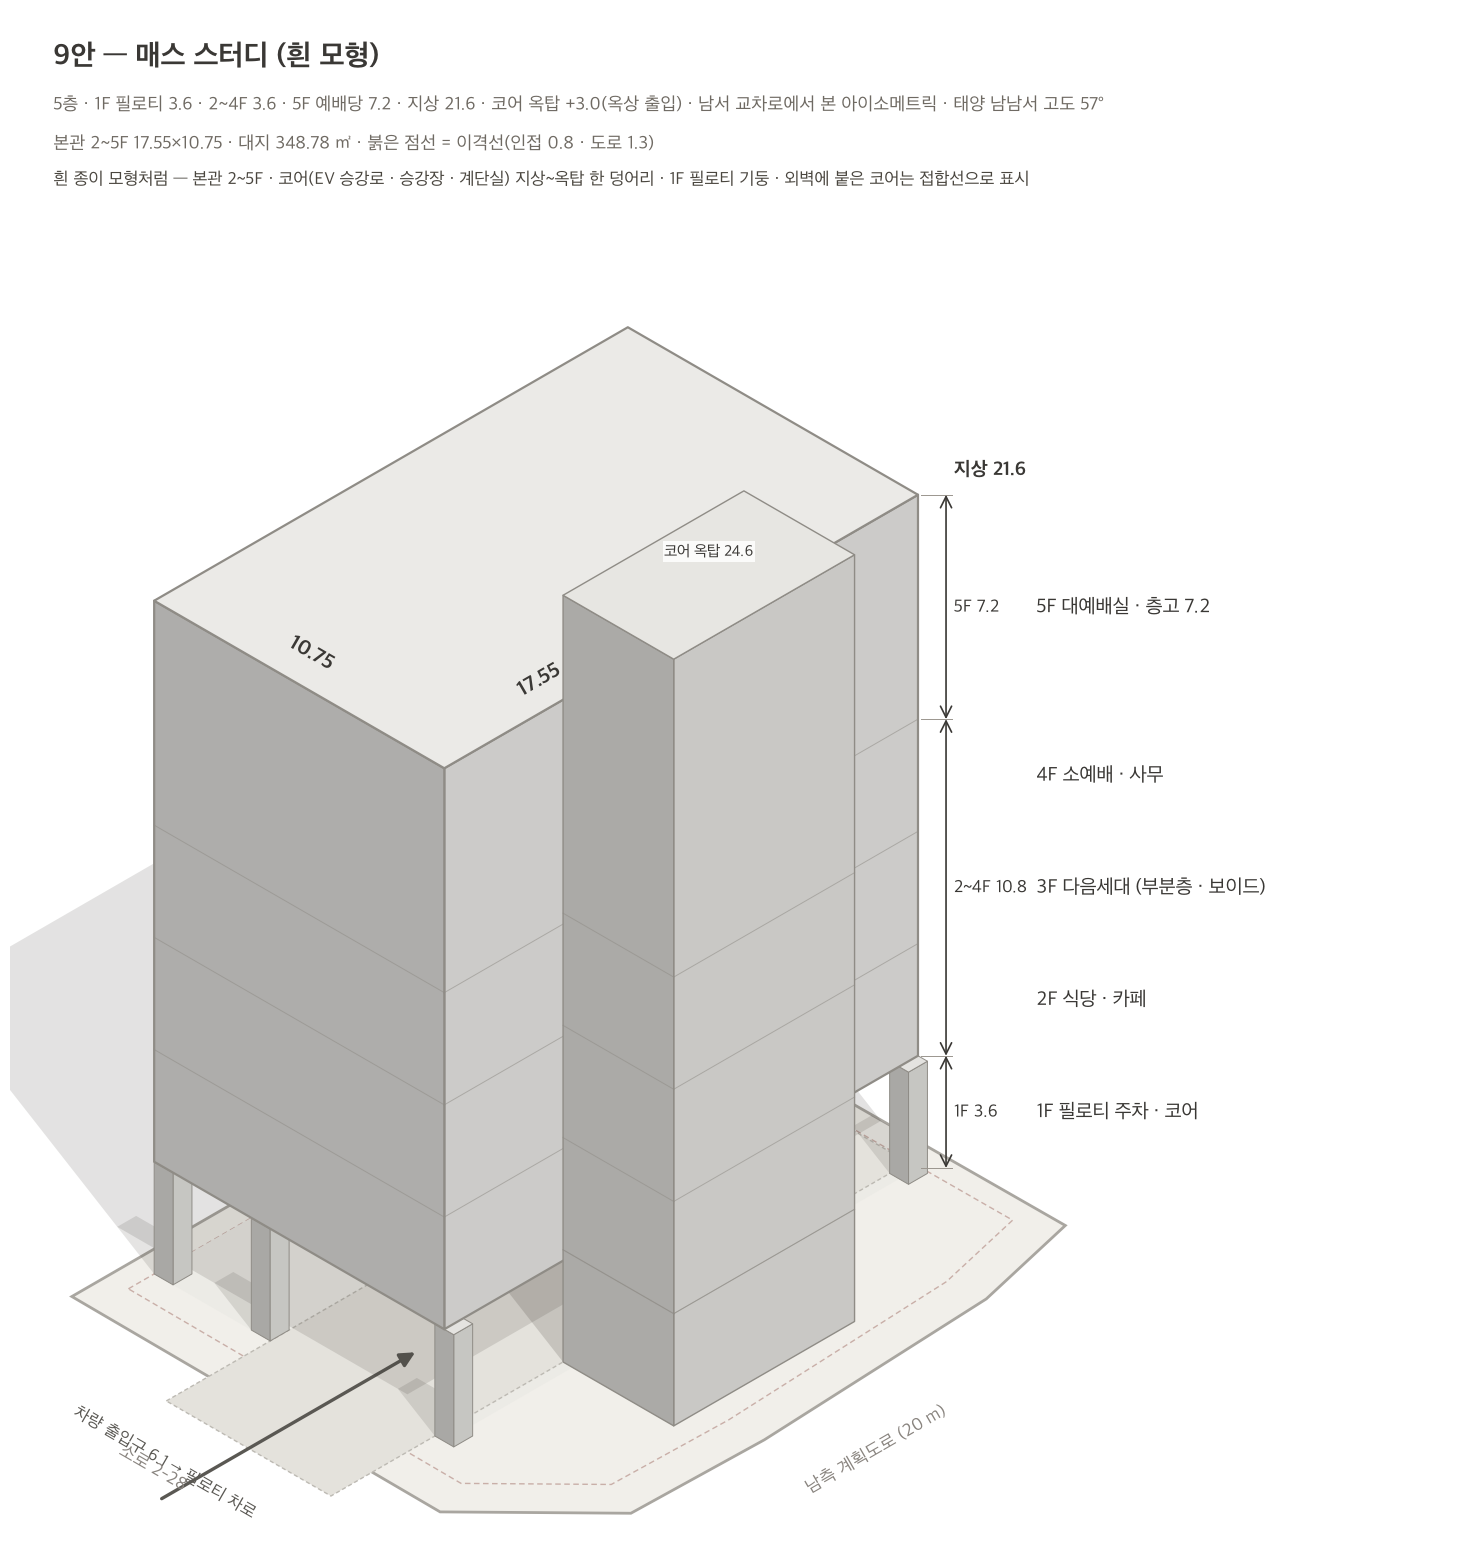 9안 — 매스 스터디 (흰 모형)
5층 · 1F 필로티 3.6 · 2~4F 3.6 · 5F 예배당 7.2 · 지상 21.6 · 코어 옥탑 +3.0(옥상 출입) · 남서 교차로에서 본 아이소메트릭 · 태양 남남서 고도 57°
본관 2~5F 17.55×10.75 · 대지 348.78 ㎡ · 붉은 점선 = 이격선(인접 0.8 · 도로 1.3)
흰 종이 모형처럼 — 본관 2~5F · 코어(EV 승강로 · 승강장 · 계단실) 지상~옥탑 한 덩어리 · 1F 필로티 기둥 · 외벽에 붙은 코어는 접합선으로 표시
지상 21.6
코어 옥탑 24.6
5F 7.2
5F 대예배실 · 층고 7.2
10.75
17.55
4F 소예배 · 사무
2~4F 10.8
3F 다음세대 (부분층 · 보이드)
2F 식당 · 카페
1F 3.6
1F 필로티 주차 · 코어
차량 출입구 6.1 → 필로티 차로
소로 2-28
남측 계획도로 (20 m)